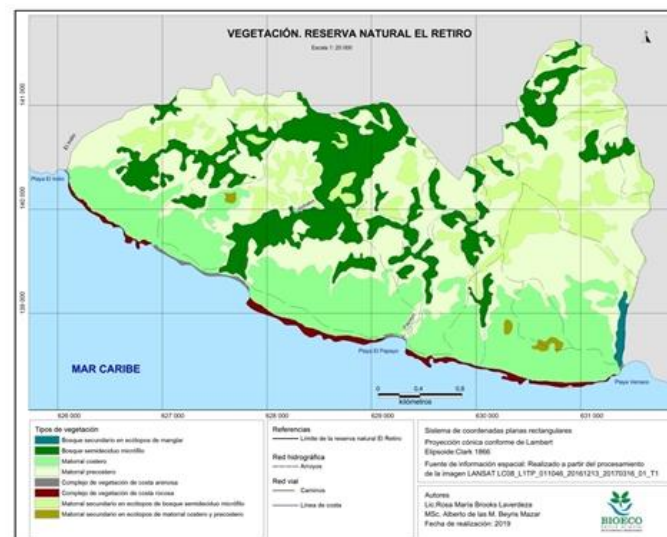 VEGETACIÓN. RESERVA NATURAL EL RETIRO
Escala 1: 20 000
141 000
140 000
139 000
Playa El Indio
El Indio
Playa El Papayo
Playa Verraco
MAR CARIBE
0 0,4 0,8
kilómetros
626 000 627 000 628 000 629 000 630 000 631 000
Tipos de vegetación
Bosque secundario en ecótopos de manglar
Bosque semideciduo micrófilo
Matorral costero
Matorral precostero
Complejo de vegetación de costa arenosa
Complejo de vegetación de costa rocosa
Matorral secundario en ecótopos de bosque semideciduo micrófilo
Matorral secundario en ecótopos de matorral costero y precostero
Referencias
Límite de la reserva natural El Retiro
Red hidrográfica
Arroyos
Red vial
Caminos
Línea de costa
Sistema de coordenadas planas rectangulares
Proyección cónica conforme de Lambert
Elipsoide:Clark 1866
Fuente de información espacial: Realizado a partir del procesamiento
de la imagen LANSAT LC08_L1TP_011046_20161213_20170316_01_T1
Autores
Lic.Rosa María Brooks Laverdeza
MSc. Alberto de las M. Beyris Mazar
Fecha de realización: 2019
BIOECO